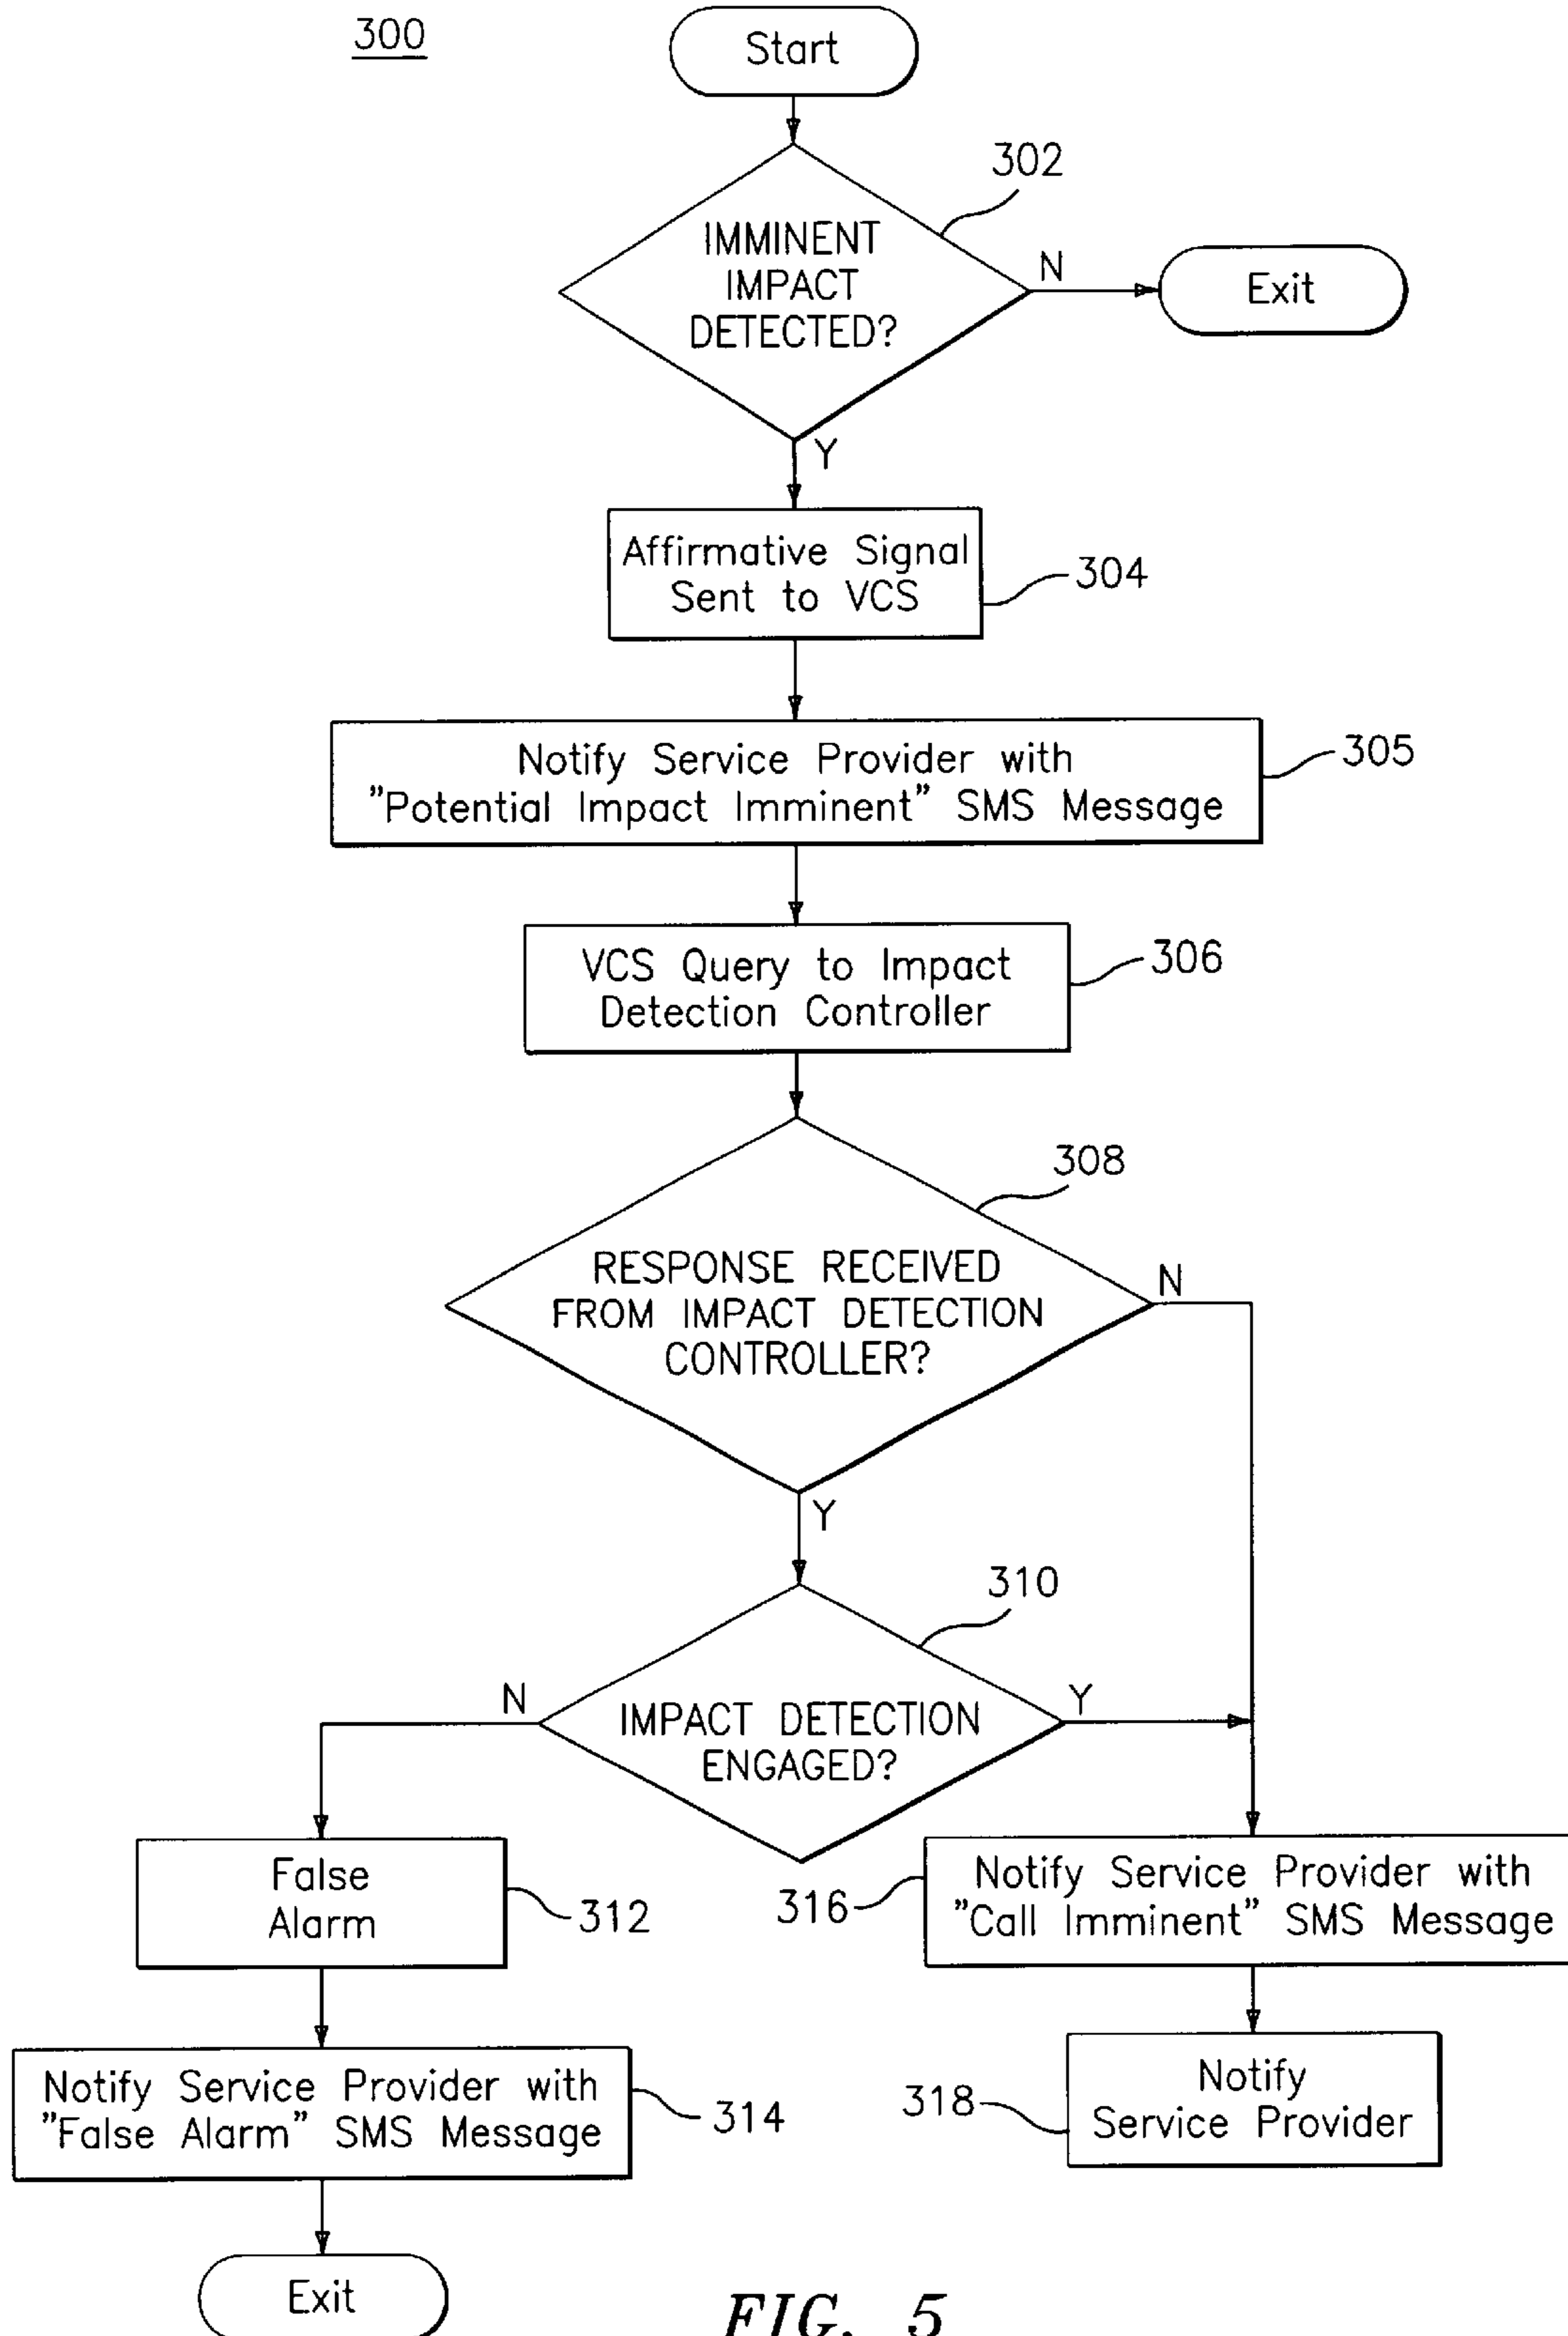 300
Start
302
IMMINENT
IMPACT
DETECTED?
N
Exit
Y
Affirmative Signal
Sent to VCS
304
Notify Service Provider with
"Potential Impact Imminent" SMS Message
305
VCS Query to Impact
Detection Controller
306
308
RESPONSE RECEIVED
FROM IMPACT DETECTION
CONTROLLER?
N
Y
310
N
IMPACT DETECTION
ENGAGED?
Y
False
Alarm
312
316
Notify Service Provider with
"Call Imminent" SMS Message
Notify Service Provider with
"False Alarm" SMS Message
314
318
Notify
Service Provider
Exit
FIG. 5